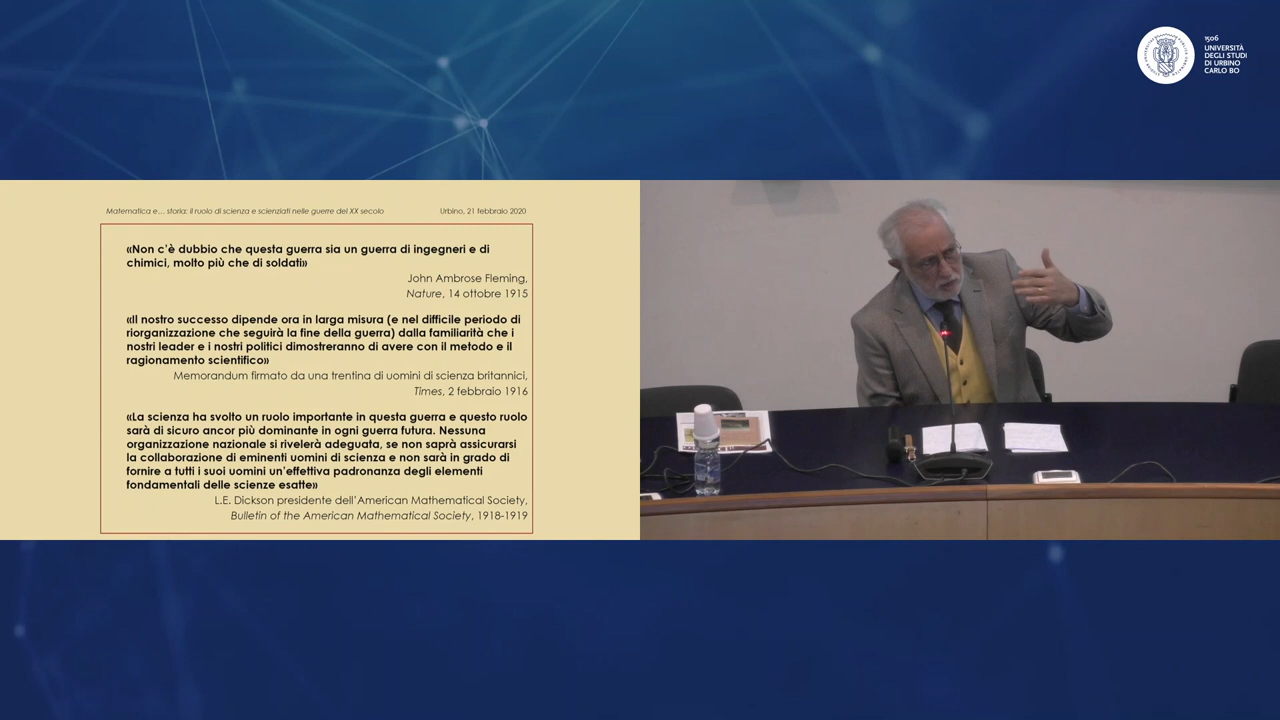 1506
UNIVERSITÀ
DEGLI STUDI
DI URBINO
CARLO BO
Matematica e... storia: il ruolo di scienza e scienziati nelle guerre del XX secolo
Urbino, 21 febbraio 2020
«Non c'è dubbio che questa guerra sia un guerra di ingegneri e di
chimici, molto più che di soldati»
John Ambrose Fleming,
Nature, 14 ottobre 1915
«Il nostro successo dipende ora in larga misura (e nel difficile periodo di
riorganizzazione che seguirà la fine della guerra) dalla familiarità che i
nostri leader e i nostri politici dimostreranno di avere con il metodo e il
ragionamento scientifico»
Memorandum firmato da una trentina di uomini di scienza britannici,
Times, 2 febbraio 1916
«La scienza ha svolto un ruolo importante in questa guerra e questo ruolo
sarà di sicuro ancor più dominante in ogni guerra futura. Nessuna
organizzazione nazionale si rivelerà adeguata, se non saprà assicurarsi
la collaborazione di eminenti uomini di scienza e non sarà in grado di
fornire a tutti i suoi uomini un'effettiva padronanza degli elementi
fondamentali delle scienze esatte»
L.E. Dickson presidente dell'American Mathematical Society,
Bulletin of the American Mathematical Society, 1918-1919